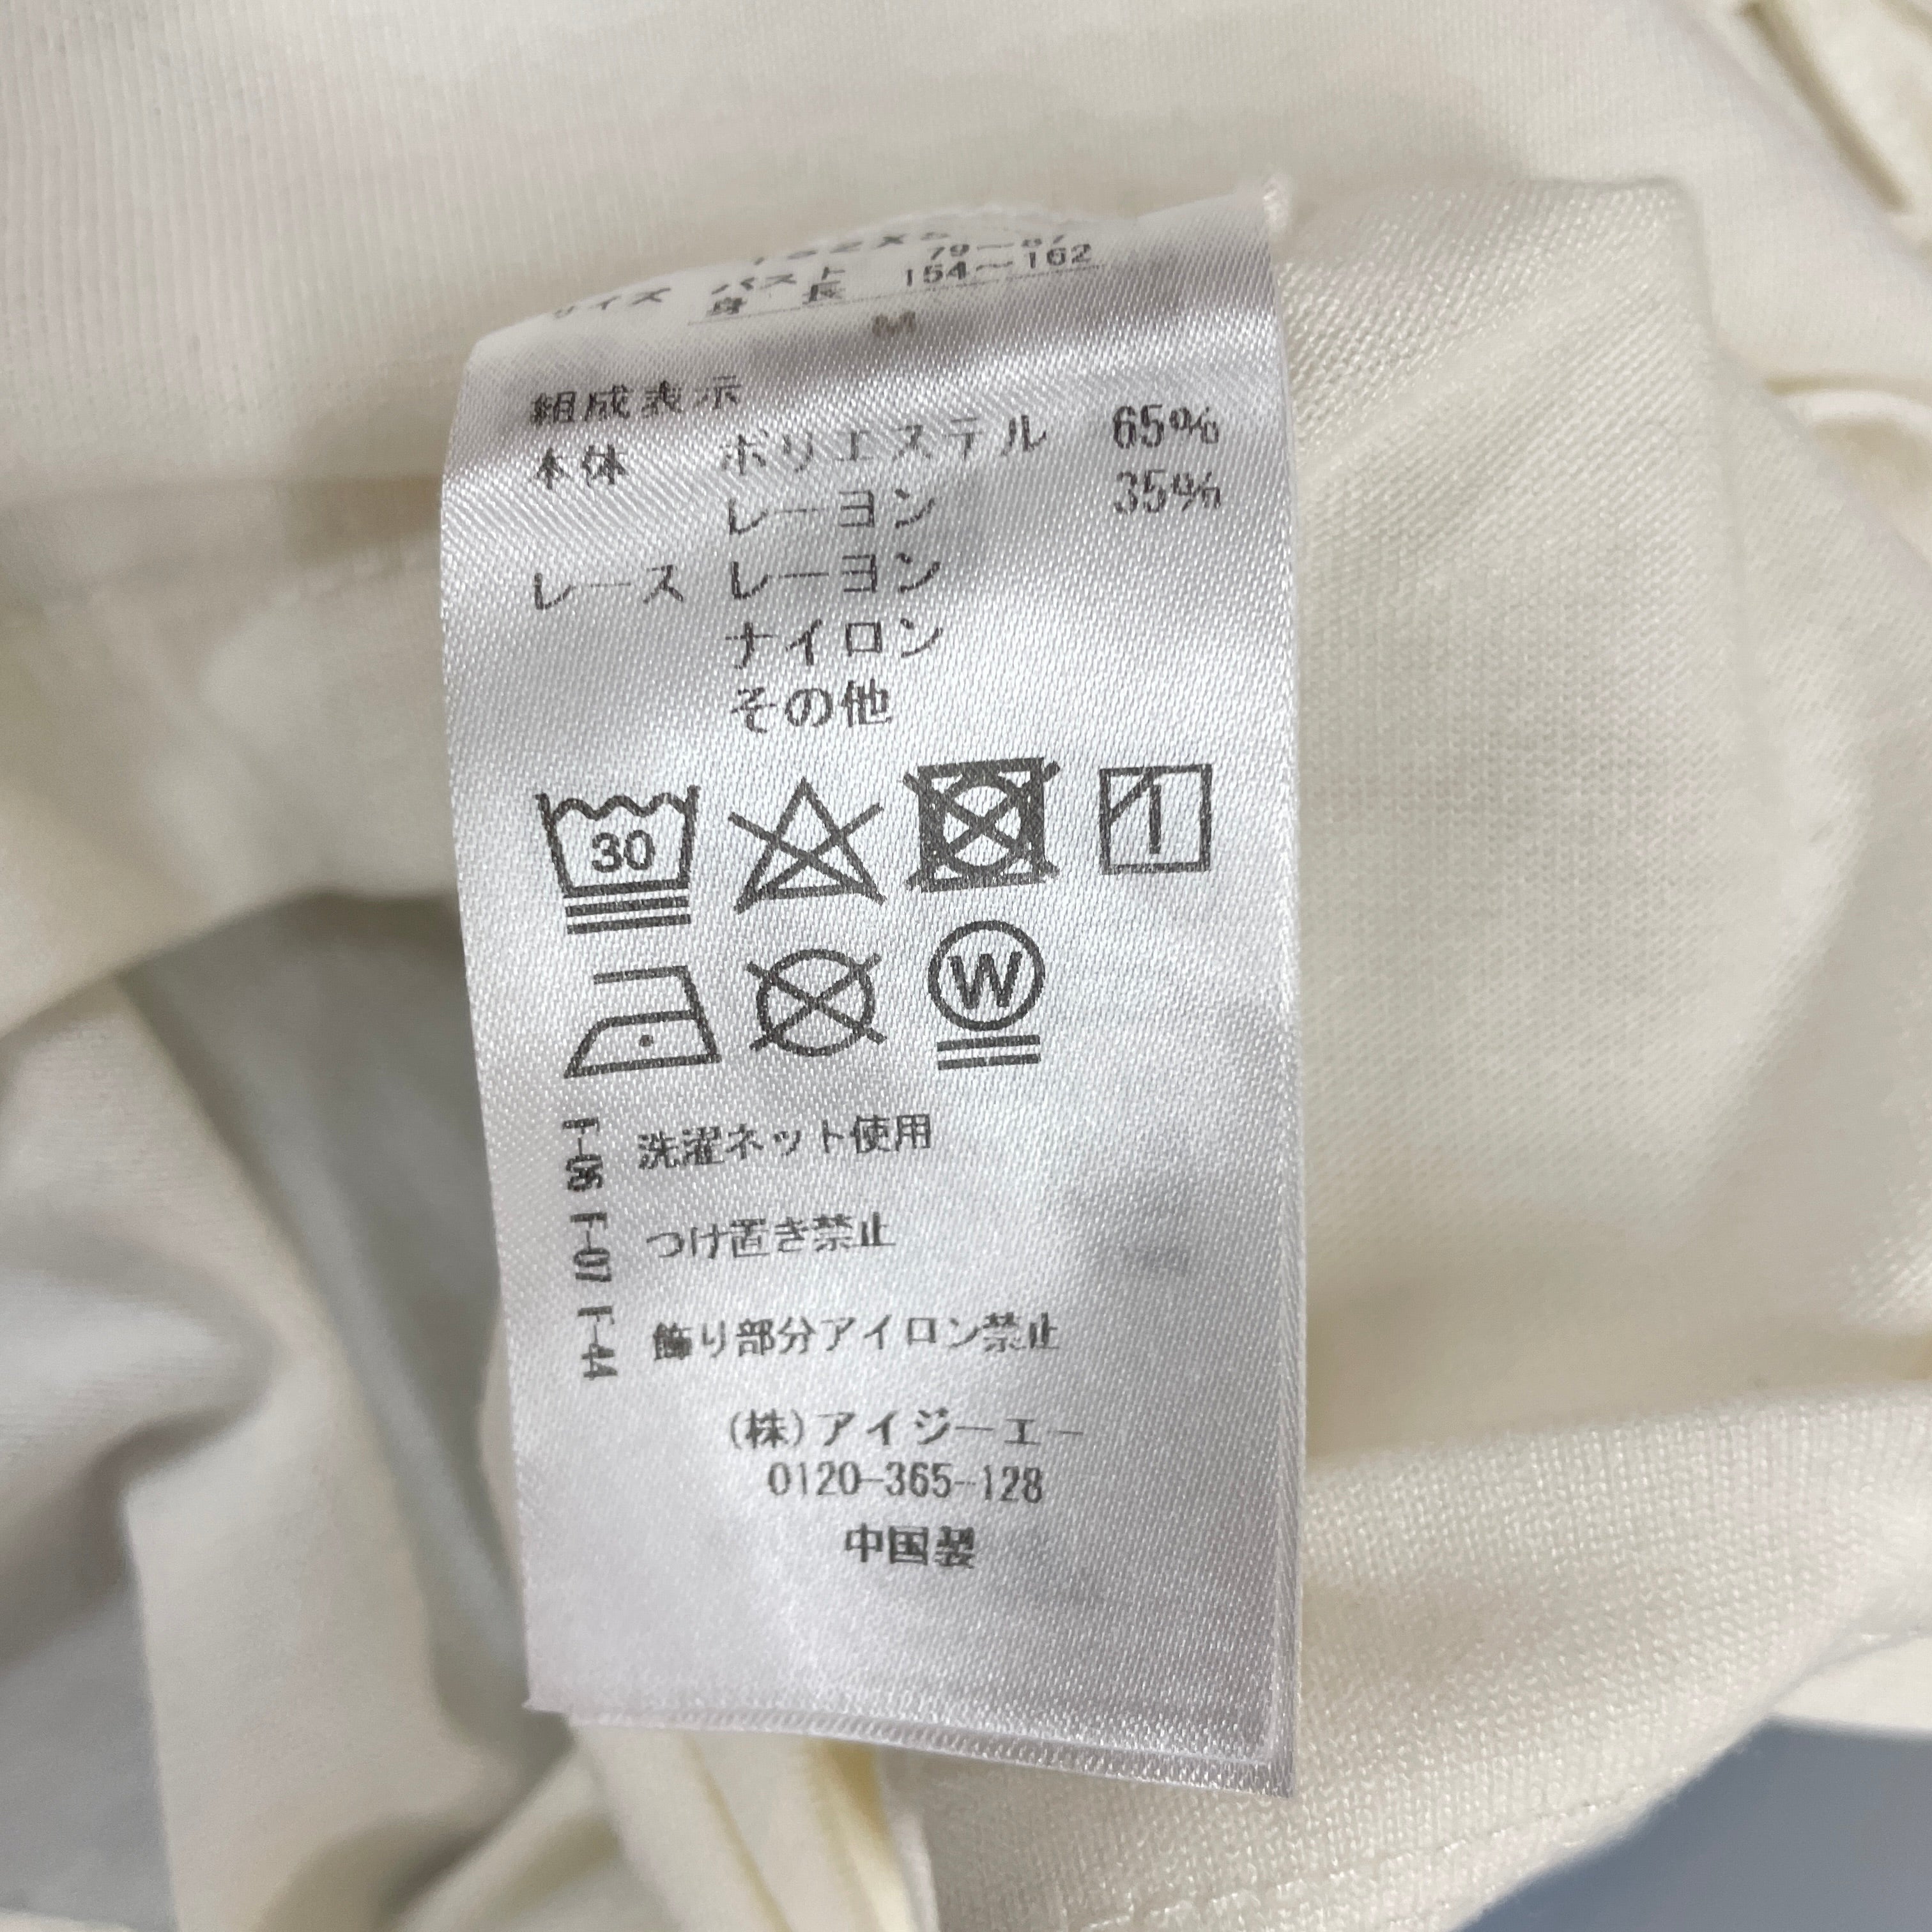 サイズ バスト 79～87
身 長 154～162
M
組成表示
本体 ポリエステル 65%
レーヨン 35%
レース レーヨン
ナイロン
その他
30
W
F-06 洗濯ネット使用
F-07 つけ置き禁止
F-44 飾り部分アイロン禁止
(株)アイジーエー
0120-365-128
中国製